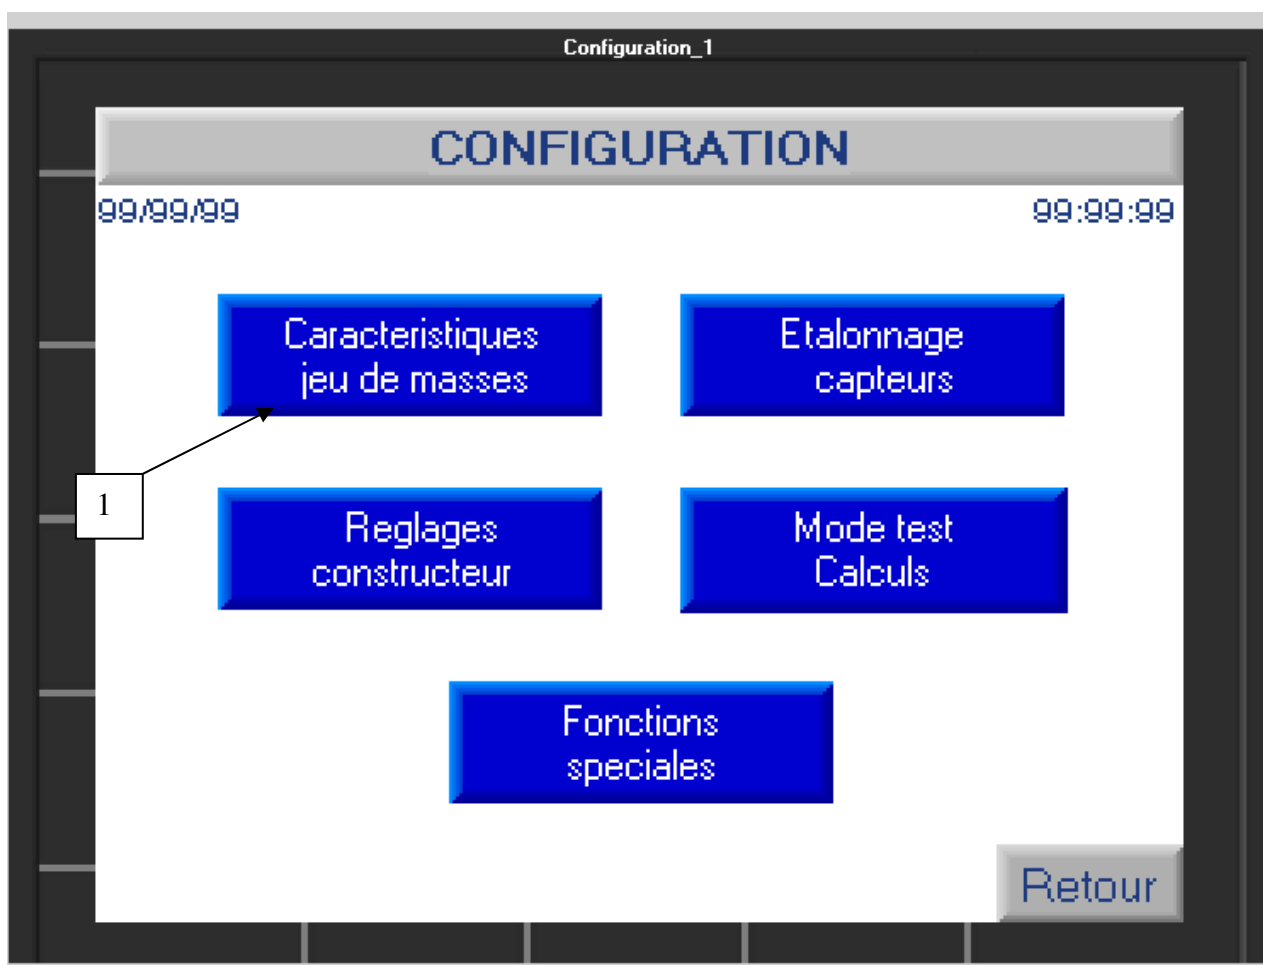 Configuration_1
CONFIGURATION
99/99/99
99:99:99
Caracteristiques
jeu de masses
Etalonnage
capteurs
1
Reglages
constructeur
Mode test
Calculs
Fonctions
speciales
Retour